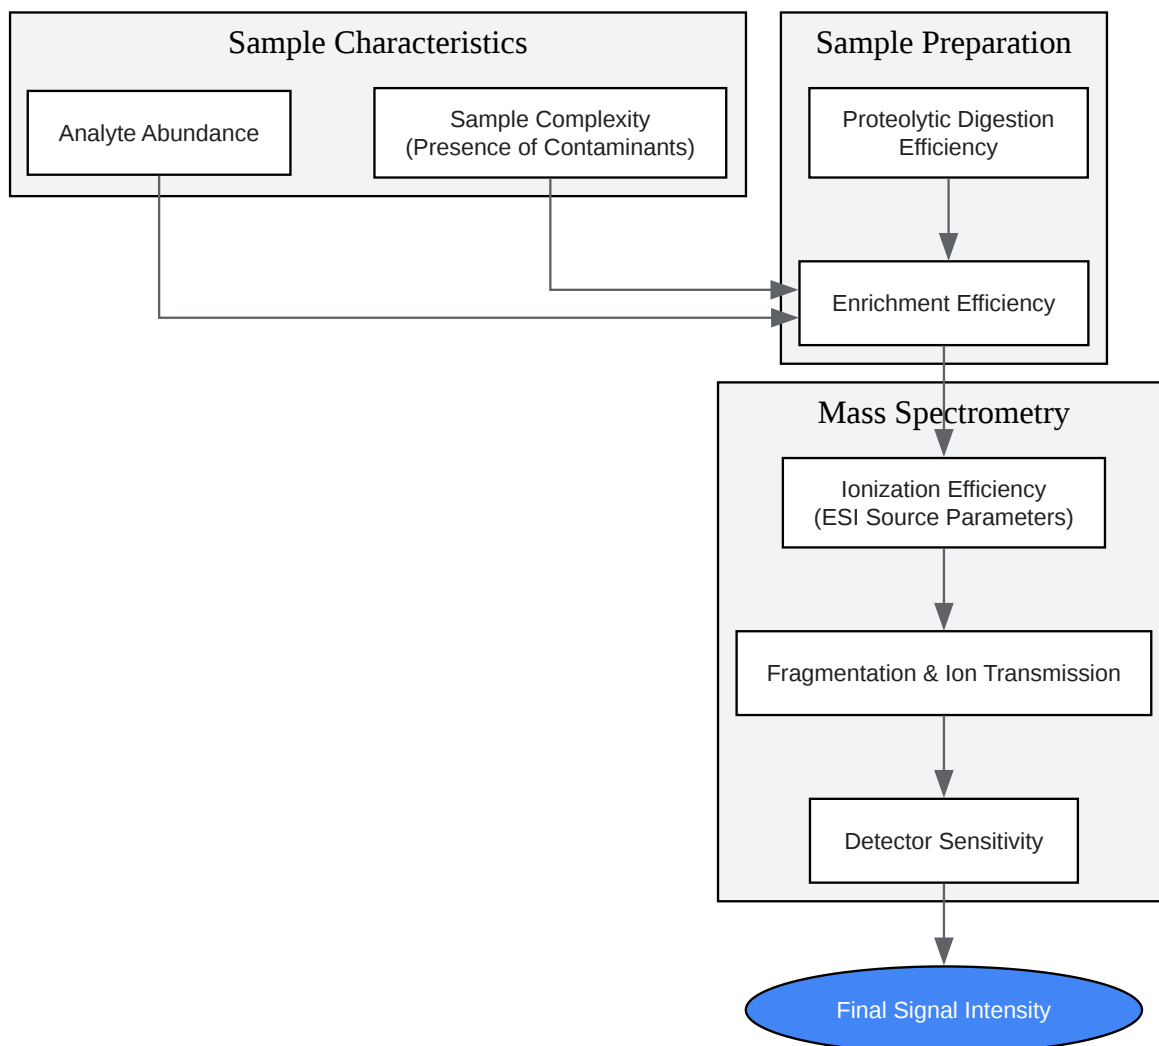 Sample Characteristics
Analyte Abundance
Sample Complexity
(Presence of Contaminants)
Sample Preparation
Proteolytic Digestion
Efficiency
Enrichment Efficiency
Mass Spectrometry
Ionization Efficiency
(ESI Source Parameters)
Fragmentation & Ion Transmission
Detector Sensitivity
Final Signal Intensity